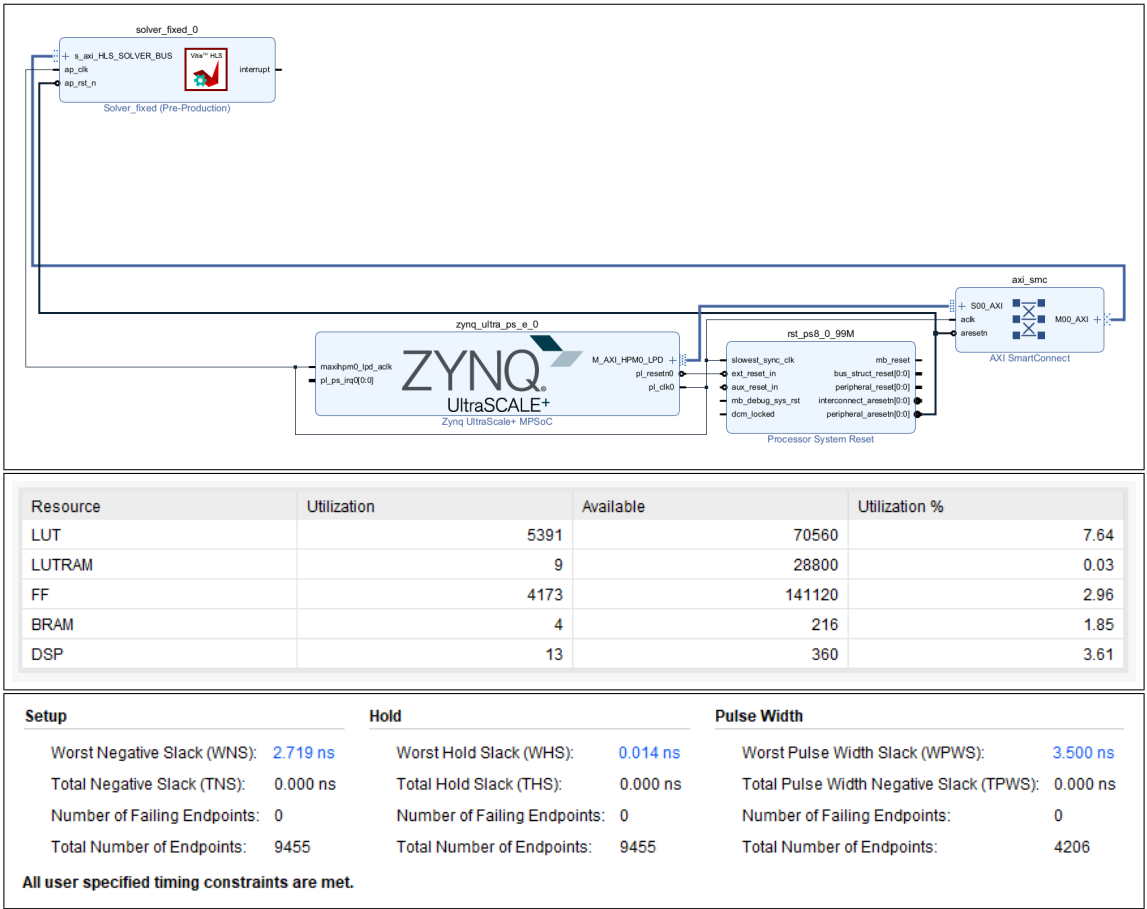 solver_fixed_0
s_axi_HLS_SOLVER_BUS
ap_clk
ap_rst_n
Vitis™ HLS
interrupt
Solver_fixed (Pre-Production)
axi_smc
S00_AXI
aclk
aresetn
M00_AXI
AXI SmartConnect
zynq_ultra_ps_e_0
maxihpm0_lpd_aclk
pl_ps_irq0[0:0]
ZYNQ
UltraSCALE+
M_AXI_HPM0_LPD
pl_resetn0
pl_clk0
Zynq UltraScale+ MPSoC
rst_ps8_0_99M
slowest_sync_clk
ext_reset_in
aux_reset_in
mb_debug_sys_rst
dcm_locked
mb_reset
bus_struct_reset[0:0]
peripheral_reset[0:0]
interconnect_aresetn[0:0]
peripheral_aresetn[0:0]
Processor System Reset
Resource Utilization Available Utilization %
LUT 5391 70560 7.64
LUTRAM 9 28800 0.03
FF 4173 141120 2.96
BRAM 4 216 1.85
DSP 13 360 3.61
Setup Hold Pulse Width
Worst Negative Slack (WNS): 2.719 ns Worst Hold Slack (WHS): 0.014 ns Worst Pulse Width Slack (WPWS): 3.500 ns
Total Negative Slack (TNS): 0.000 ns Total Hold Slack (THS): 0.000 ns Total Pulse Width Negative Slack (TPWS): 0.000 ns
Number of Failing Endpoints: 0 Number of Failing Endpoints: 0 Number of Failing Endpoints: 0
Total Number of Endpoints: 9455 Total Number of Endpoints: 9455 Total Number of Endpoints: 4206
All user specified timing constraints are met.